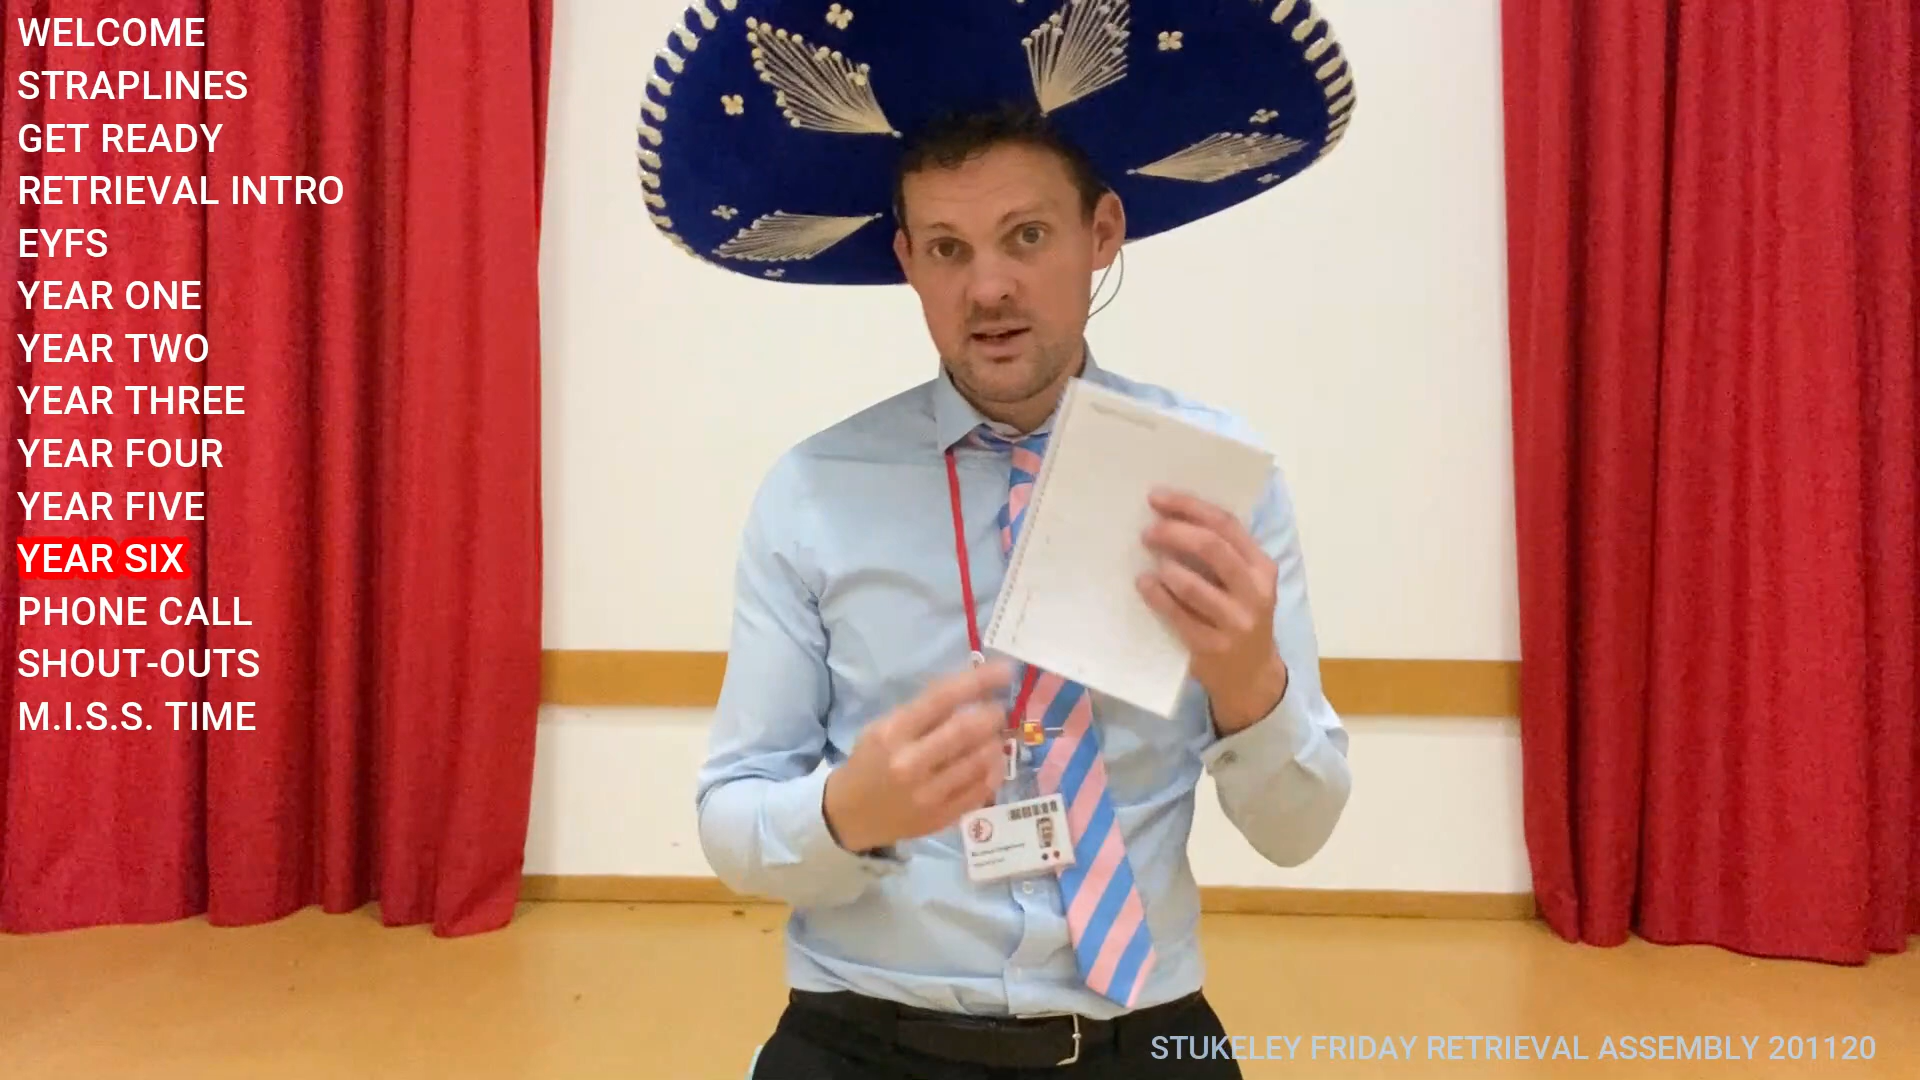 WELCOME
STRAPLINES
GET READY
RETRIEVAL INTRO
EYFS
YEAR ONE
YEAR TWO
YEAR THREE
YEAR FOUR
YEAR FIVE
YEAR SIX
PHONE CALL
SHOUT-OUTS
M.I.S.S. TIME
STUKELEY FRIDAY RETRIEVAL ASSEMBLY 201120